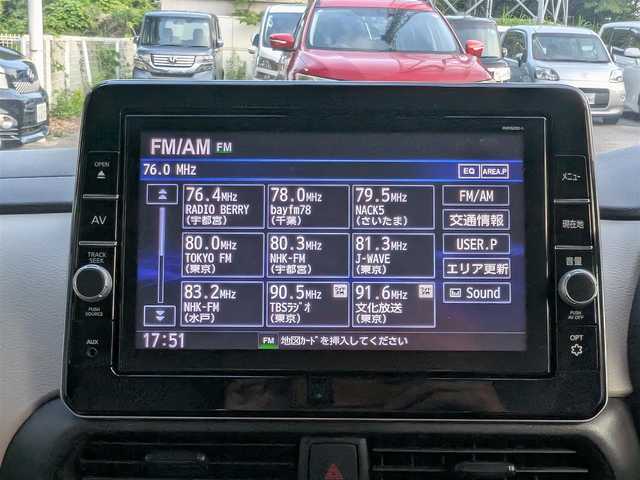 FM/AM FM
76.0 MHz
EQ AREA.P
76.4MHz
RADIO BERRY
(宇都宮)
78.0MHz
bayfm78
(千葉)
79.5MHz
NACK5
(さいたま)
FM/AM
交通情報
80.0MHz
TOKYO FM
(東京)
80.3MHz
NHK-FM
(宇都宮)
81.3MHz
J-WAVE
(東京)
USER.P
エリア更新
83.2MHz
NHK-FM
(水戸)
90.5MHz
TBSラジオ
(東京)
91.6MHz
文化放送
(東京)
Sound
17:51
FM 地図カードを挿入してください
OPEN
AV
TRACK
SEEK
PUSH
SOURCE
AUX
メニュー
現在地
音量
PUSH
AV OFF
OPT